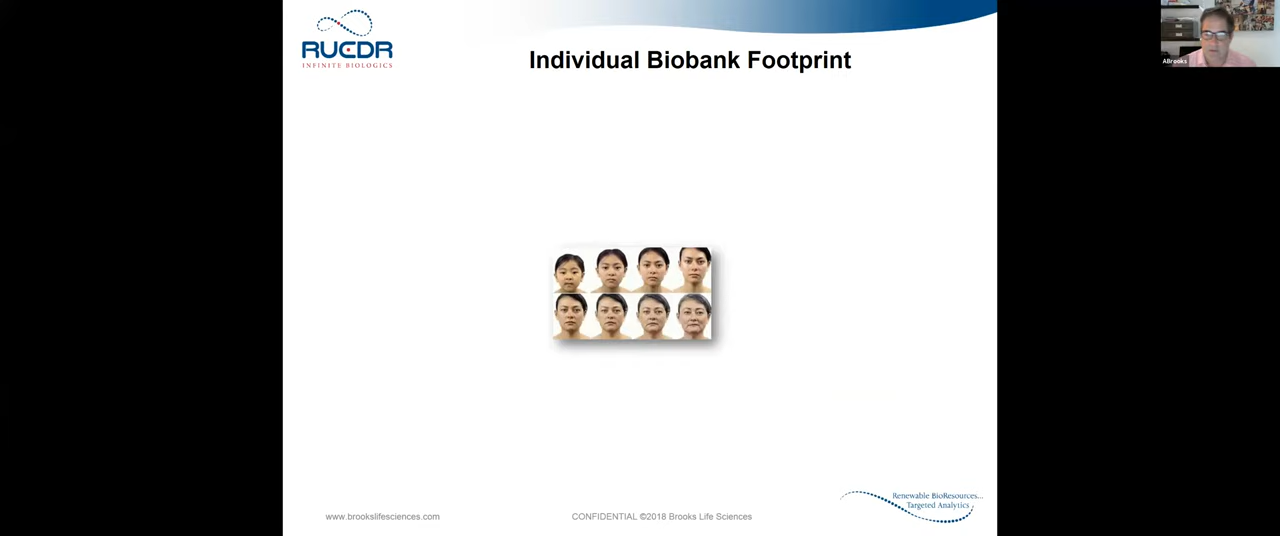 RUCDR
INFINITE BIOLOGICS
Individual Biobank Footprint
ABrooks
Renewable BioResources...
Targeted Analytics
www.brookslifesciences.com
CONFIDENTIAL ©2018 Brooks Life Sciences